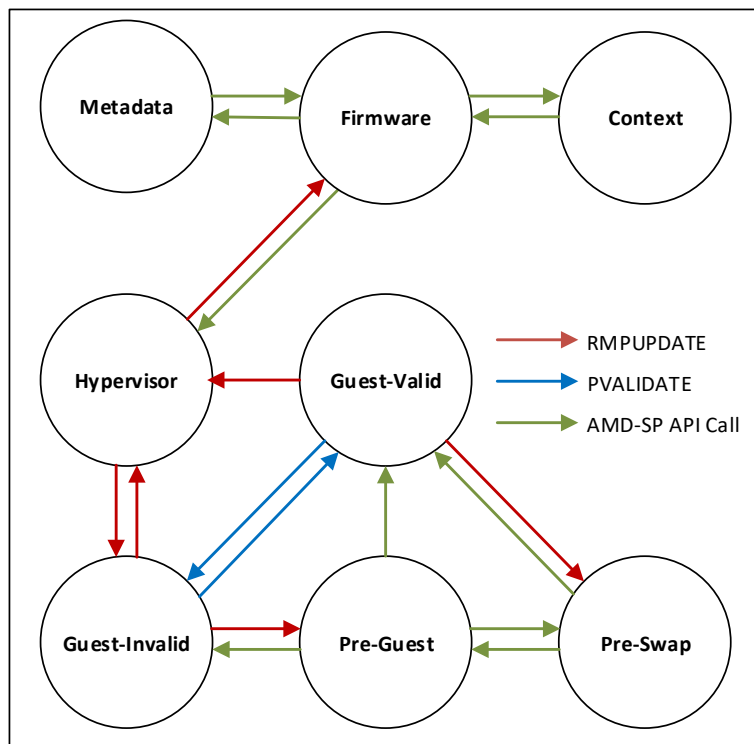 Metadata
Firmware
Context
Hypervisor
Guest-Valid
RMPUPDATE
PVALIDATE
AMD-SP API Call
Guest-Invalid
Pre-Guest
Pre-Swap